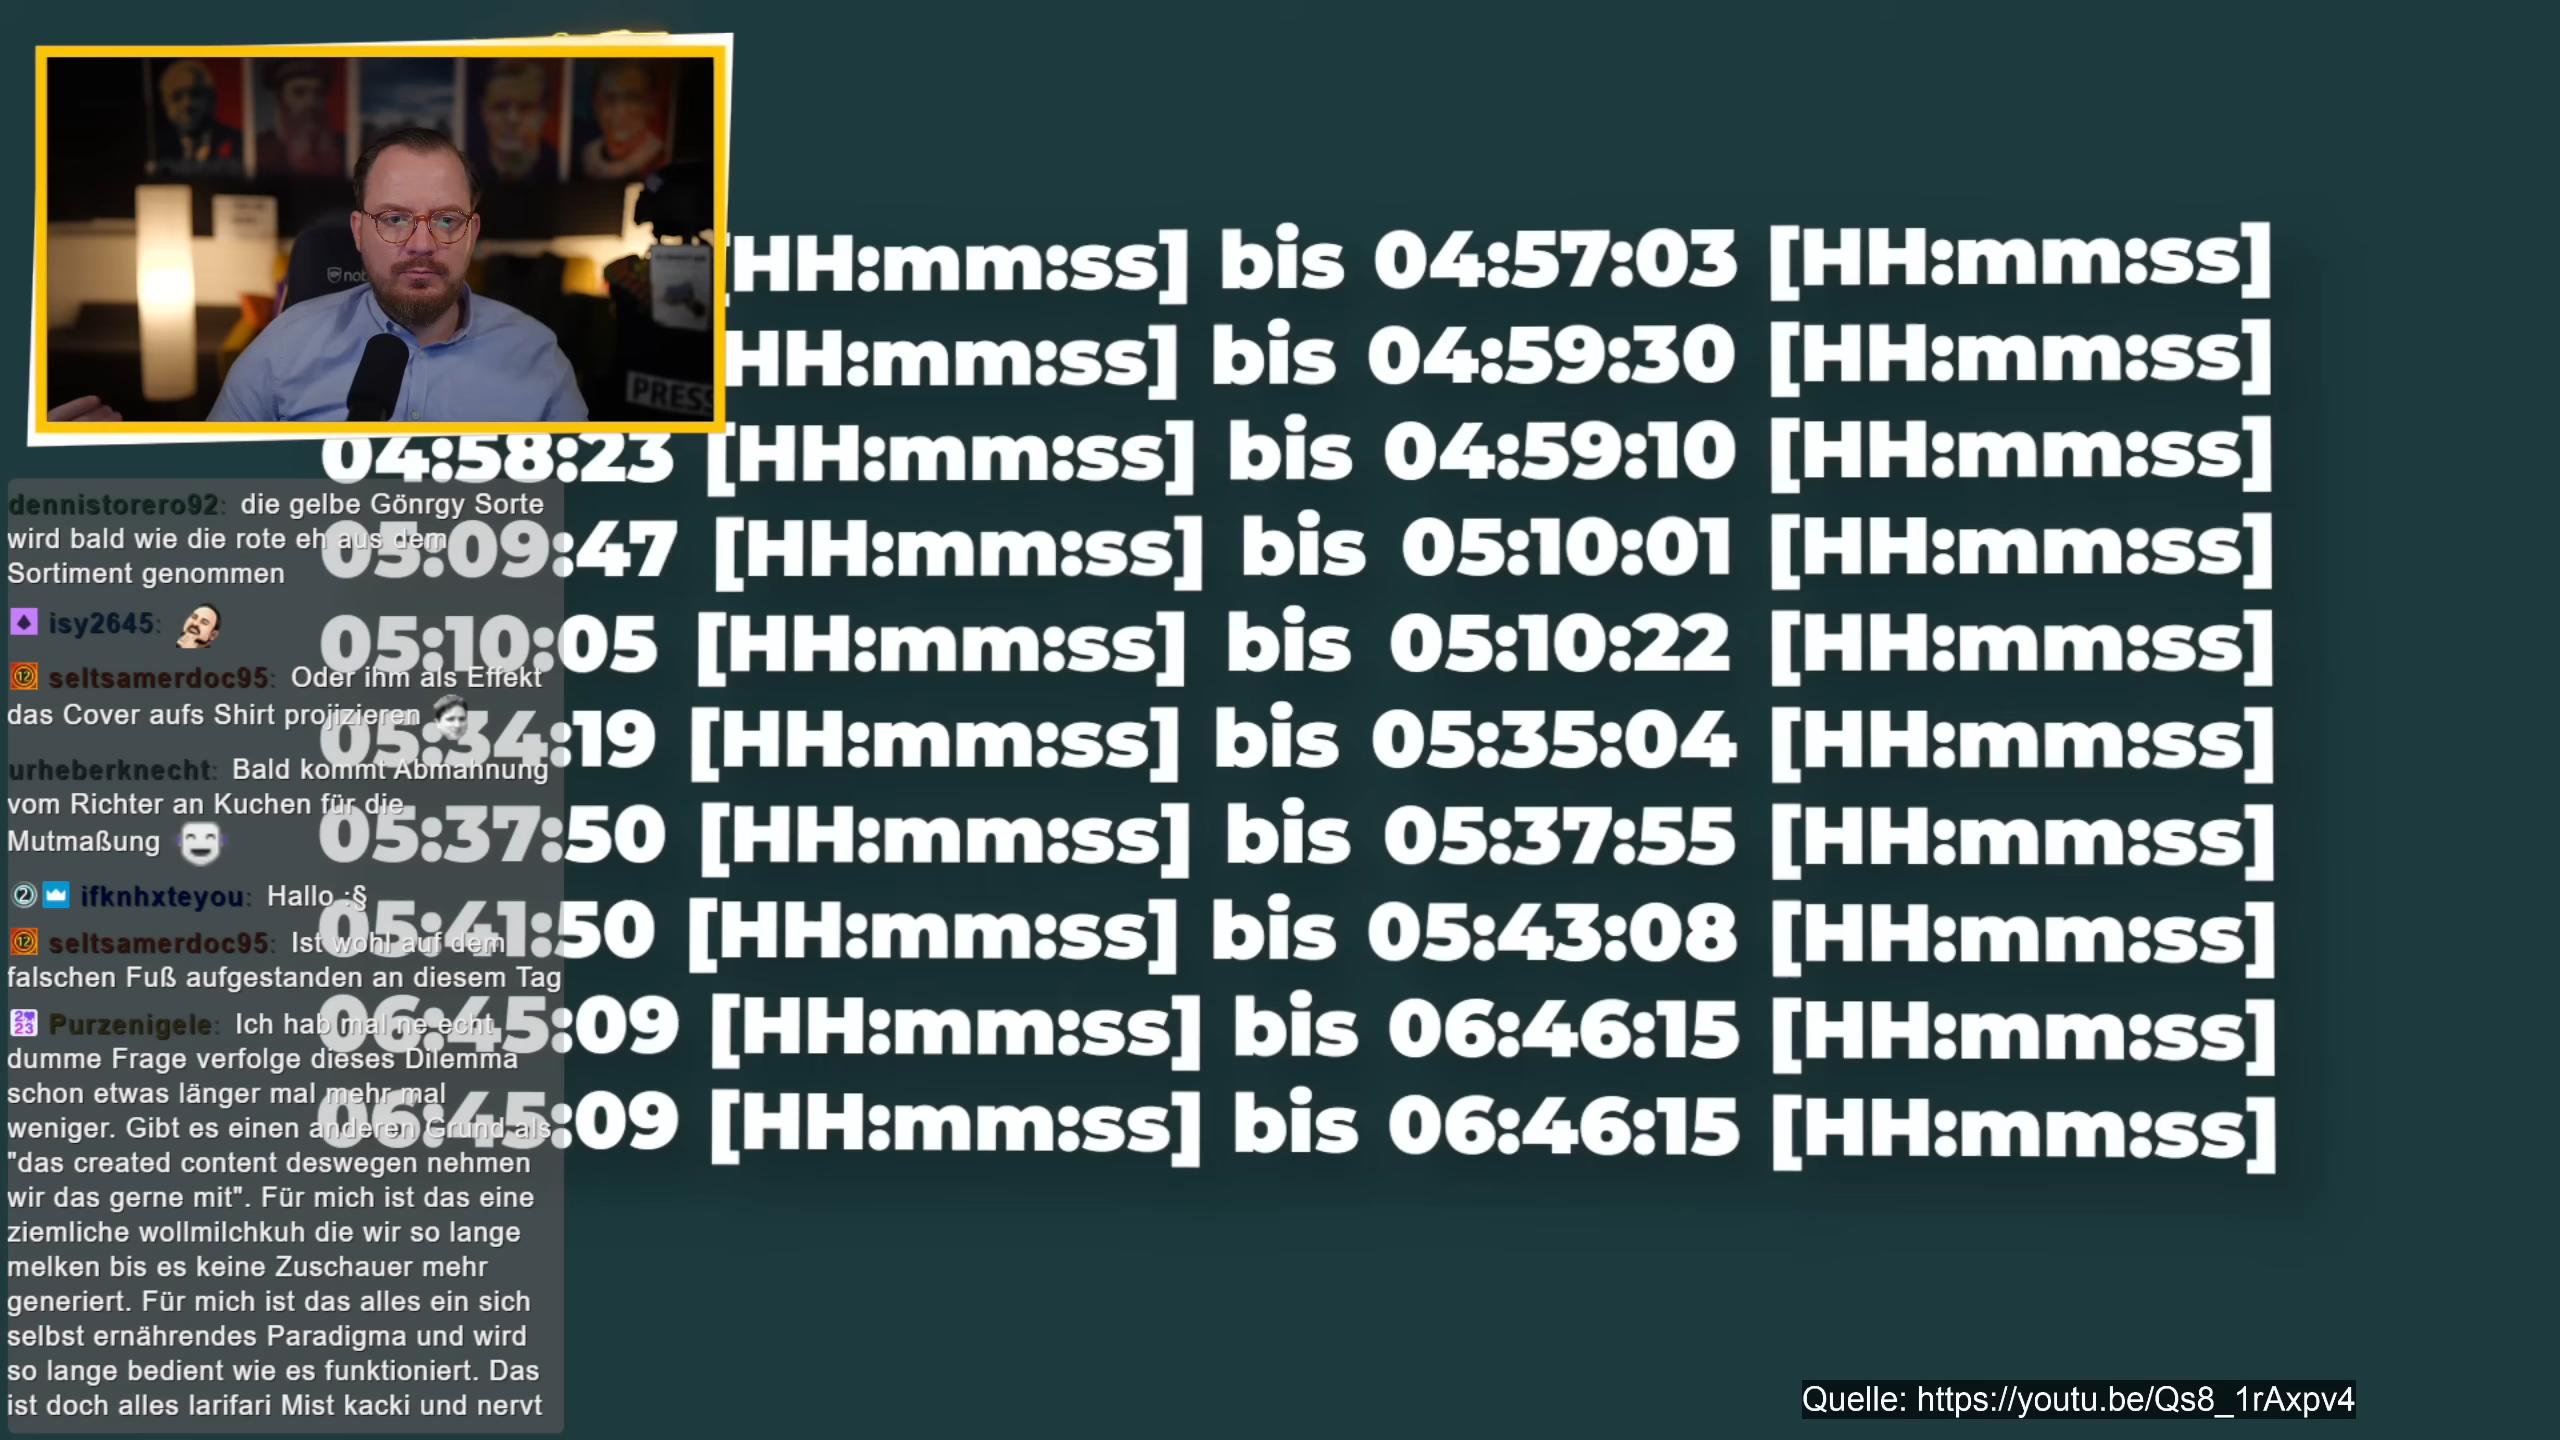 nob
PRESS
[HH:mm:ss] bis 04:57:03 [HH:mm:ss]
[HH:mm:ss] bis 04:59:30 [HH:mm:ss]
04:58:23 [HH:mm:ss] bis 04:59:10 [HH:mm:ss]
05:09:47 [HH:mm:ss] bis 05:10:01 [HH:mm:ss]
05:10:05 [HH:mm:ss] bis 05:10:22 [HH:mm:ss]
05:34:19 [HH:mm:ss] bis 05:35:04 [HH:mm:ss]
05:37:50 [HH:mm:ss] bis 05:37:55 [HH:mm:ss]
05:41:50 [HH:mm:ss] bis 05:43:08 [HH:mm:ss]
06:45:09 [HH:mm:ss] bis 06:46:15 [HH:mm:ss]
06:45:09 [HH:mm:ss] bis 06:46:15 [HH:mm:ss]
dennistorero92: die gelbe Gönrgy Sorte
wird bald wie die rote eh aus dem
Sortiment genommen
isy2645:
12 seltsamerdoc95: Oder ihm als Effekt
das Cover aufs Shirt projizieren
urheberknecht: Bald kommt Abmahnung
vom Richter an Kuchen für die
Mutmaßung
2 ifknhxteyou: Hallo :§
12 seltsamerdoc95: Ist wohl auf dem
falschen Fuß aufgestanden an diesem Tag
Purzenigele: Ich hab mal ne echt
dumme Frage verfolge dieses Dilemma
schon etwas länger mal mehr mal
weniger. Gibt es einen anderen Grund als
"das created content deswegen nehmen
wir das gerne mit". Für mich ist das eine
ziemliche wollmilchkuh die wir so lange
melken bis es keine Zuschauer mehr
generiert. Für mich ist das alles ein sich
selbst ernährendes Paradigma und wird
so lange bedient wie es funktioniert. Das
ist doch alles larifari Mist kacki und nervt
Quelle: https://youtu.be/Qs8_1rAxpv4